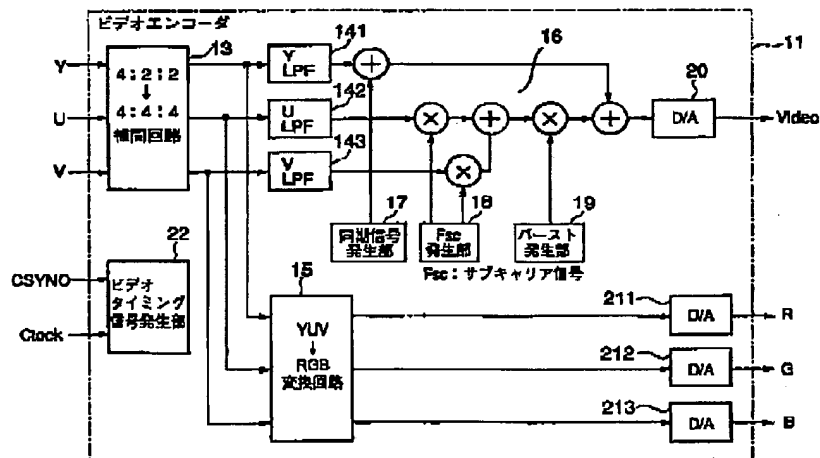 ビデオエンコーダ
13
141
142
143
16
11
20
Y
U
V
4:2:2
↓
4:4:4
補間回路
Y
LPF
U
LPF
V
LPF
+
×
+
×
×
+
D/A
Video
17
18
19
同期信号
発生部
Fsc
発生部
バースト
発生部
Fsc:サブキャリア信号
22
CSYNO
Clock
ビデオ
タイミング
信号発生部
15
YUV
↓
RGB
変換回路
211
D/A
R
212
D/A
G
213
D/A
B